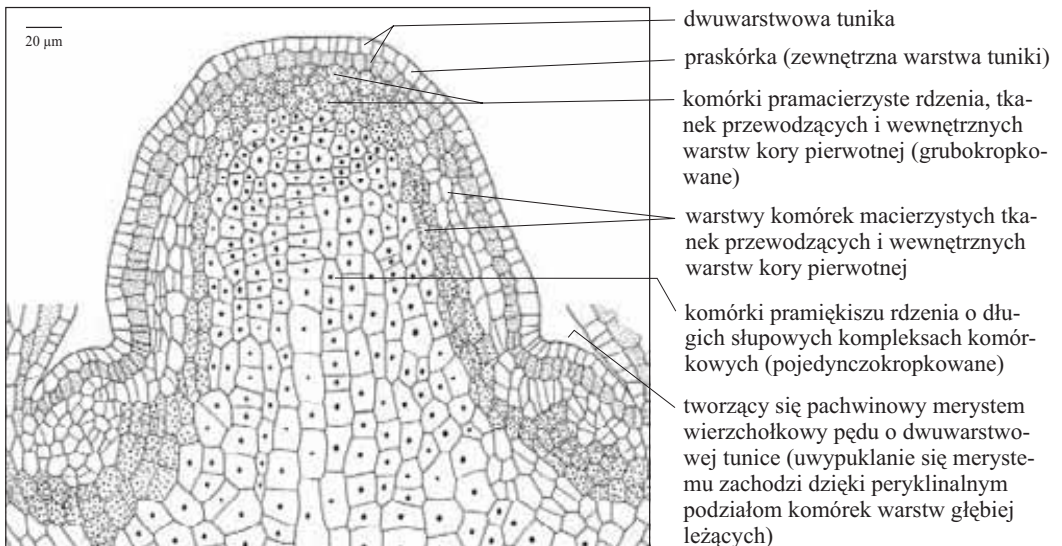 20 µm
dwuwarstwowa tunika
praskórka (zewnętrzna warstwa tuniki)
komórki pramacierzyste rdzenia, tka-
nek przewodzących i wewnętrznych
warstw kory pierwotnej (grubokropko-
wane)
warstwy komórek macierzystych tka-
nek przewodzących i wewnętrznych
warstw kory pierwotnej
komórki pramiękiszu rdzenia o dłu-
gich słupowych kompleksach komór-
kowych (pojedynczokropkowane)
tworzący się pachwinowy merystem
wierzchołkowy pędu o dwuwarstwo-
wej tunice (uwypuklanie się meryste-
mu zachodzi dzięki peryklinalnym
podziałom komórek warstw głębiej
leżących)